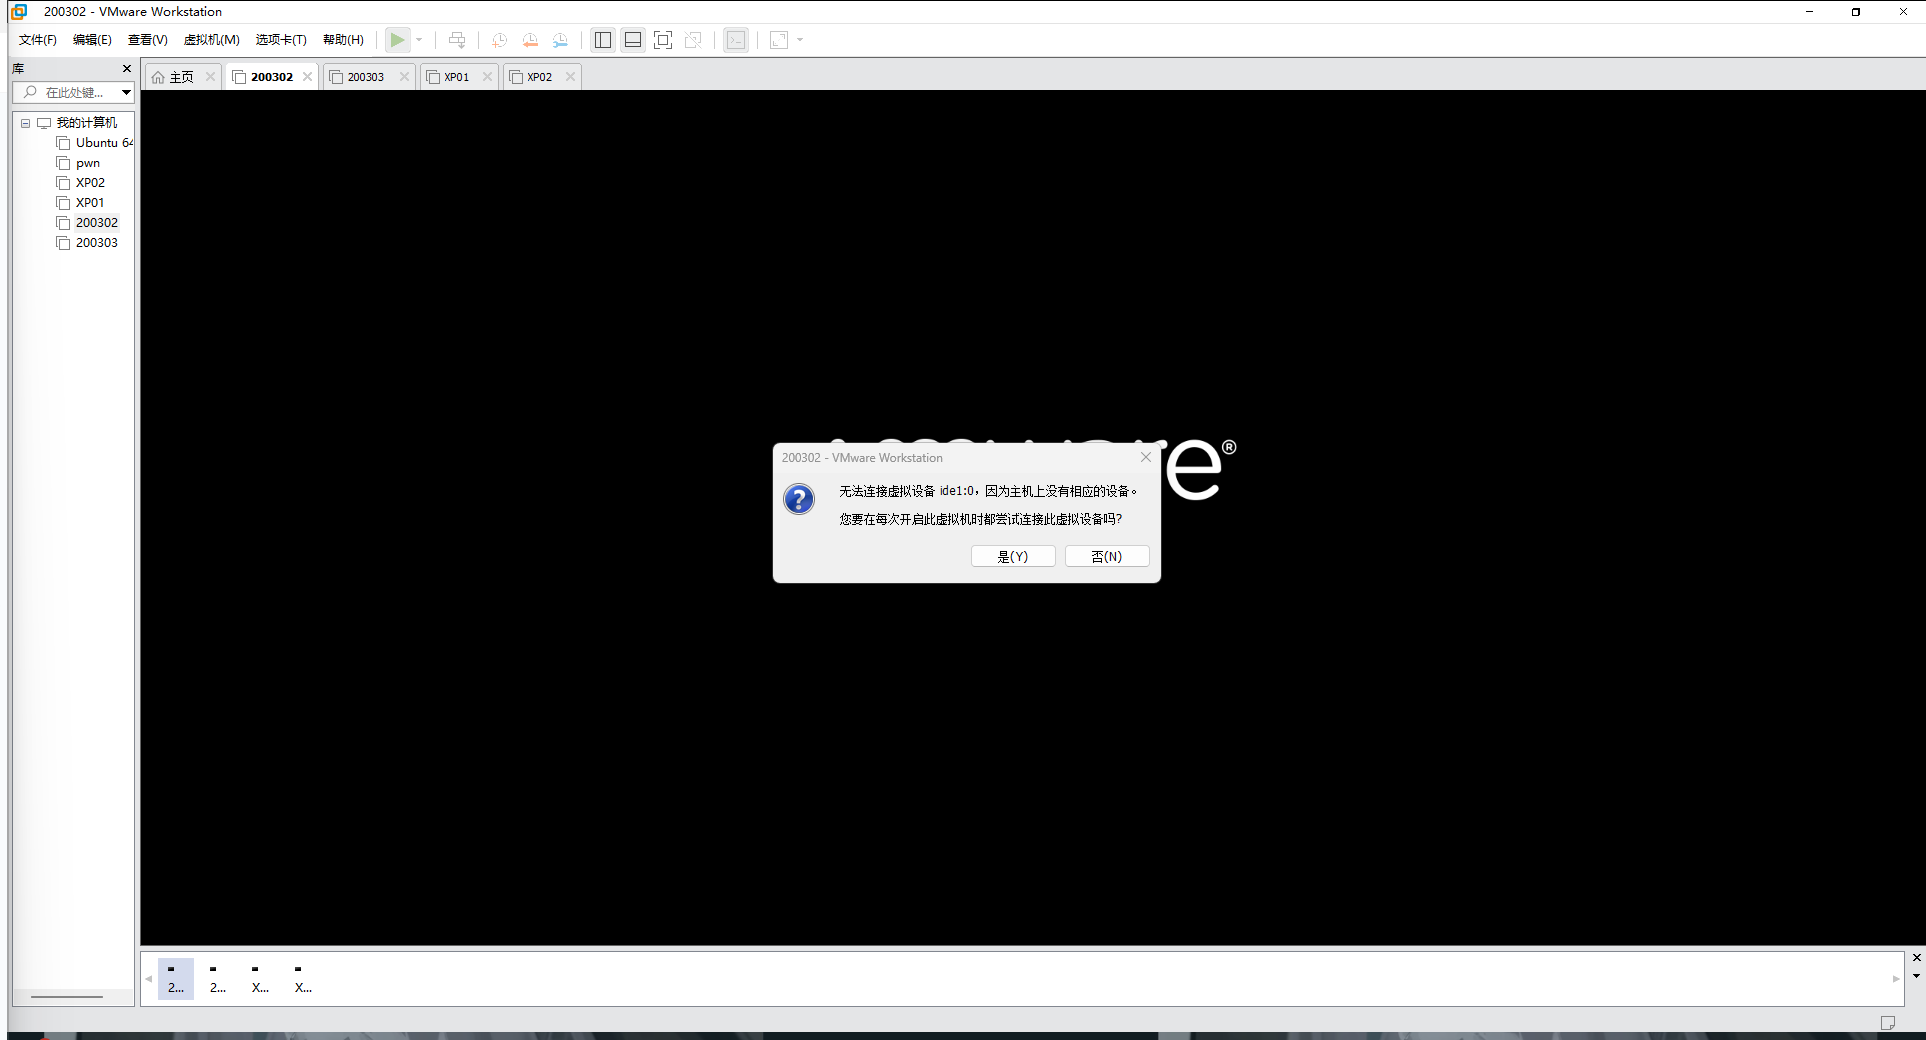 200302 - VMware Workstation
文件(F) 编辑(E) 查看(V) 虚拟机(M) 选项卡(T) 帮助(H)
库
主页 200302 200303 XP01 XP02
在此处键...
我的计算机
Ubuntu 64
pwn
XP02
XP01
200302
200303
200302 - VMware Workstation
无法连接虚拟设备 ide1:0，因为主机上没有相应的设备。
您要在每次开启此虚拟机时都尝试连接此虚拟设备吗?
是(Y) 否(N)
2... 2... X... X...